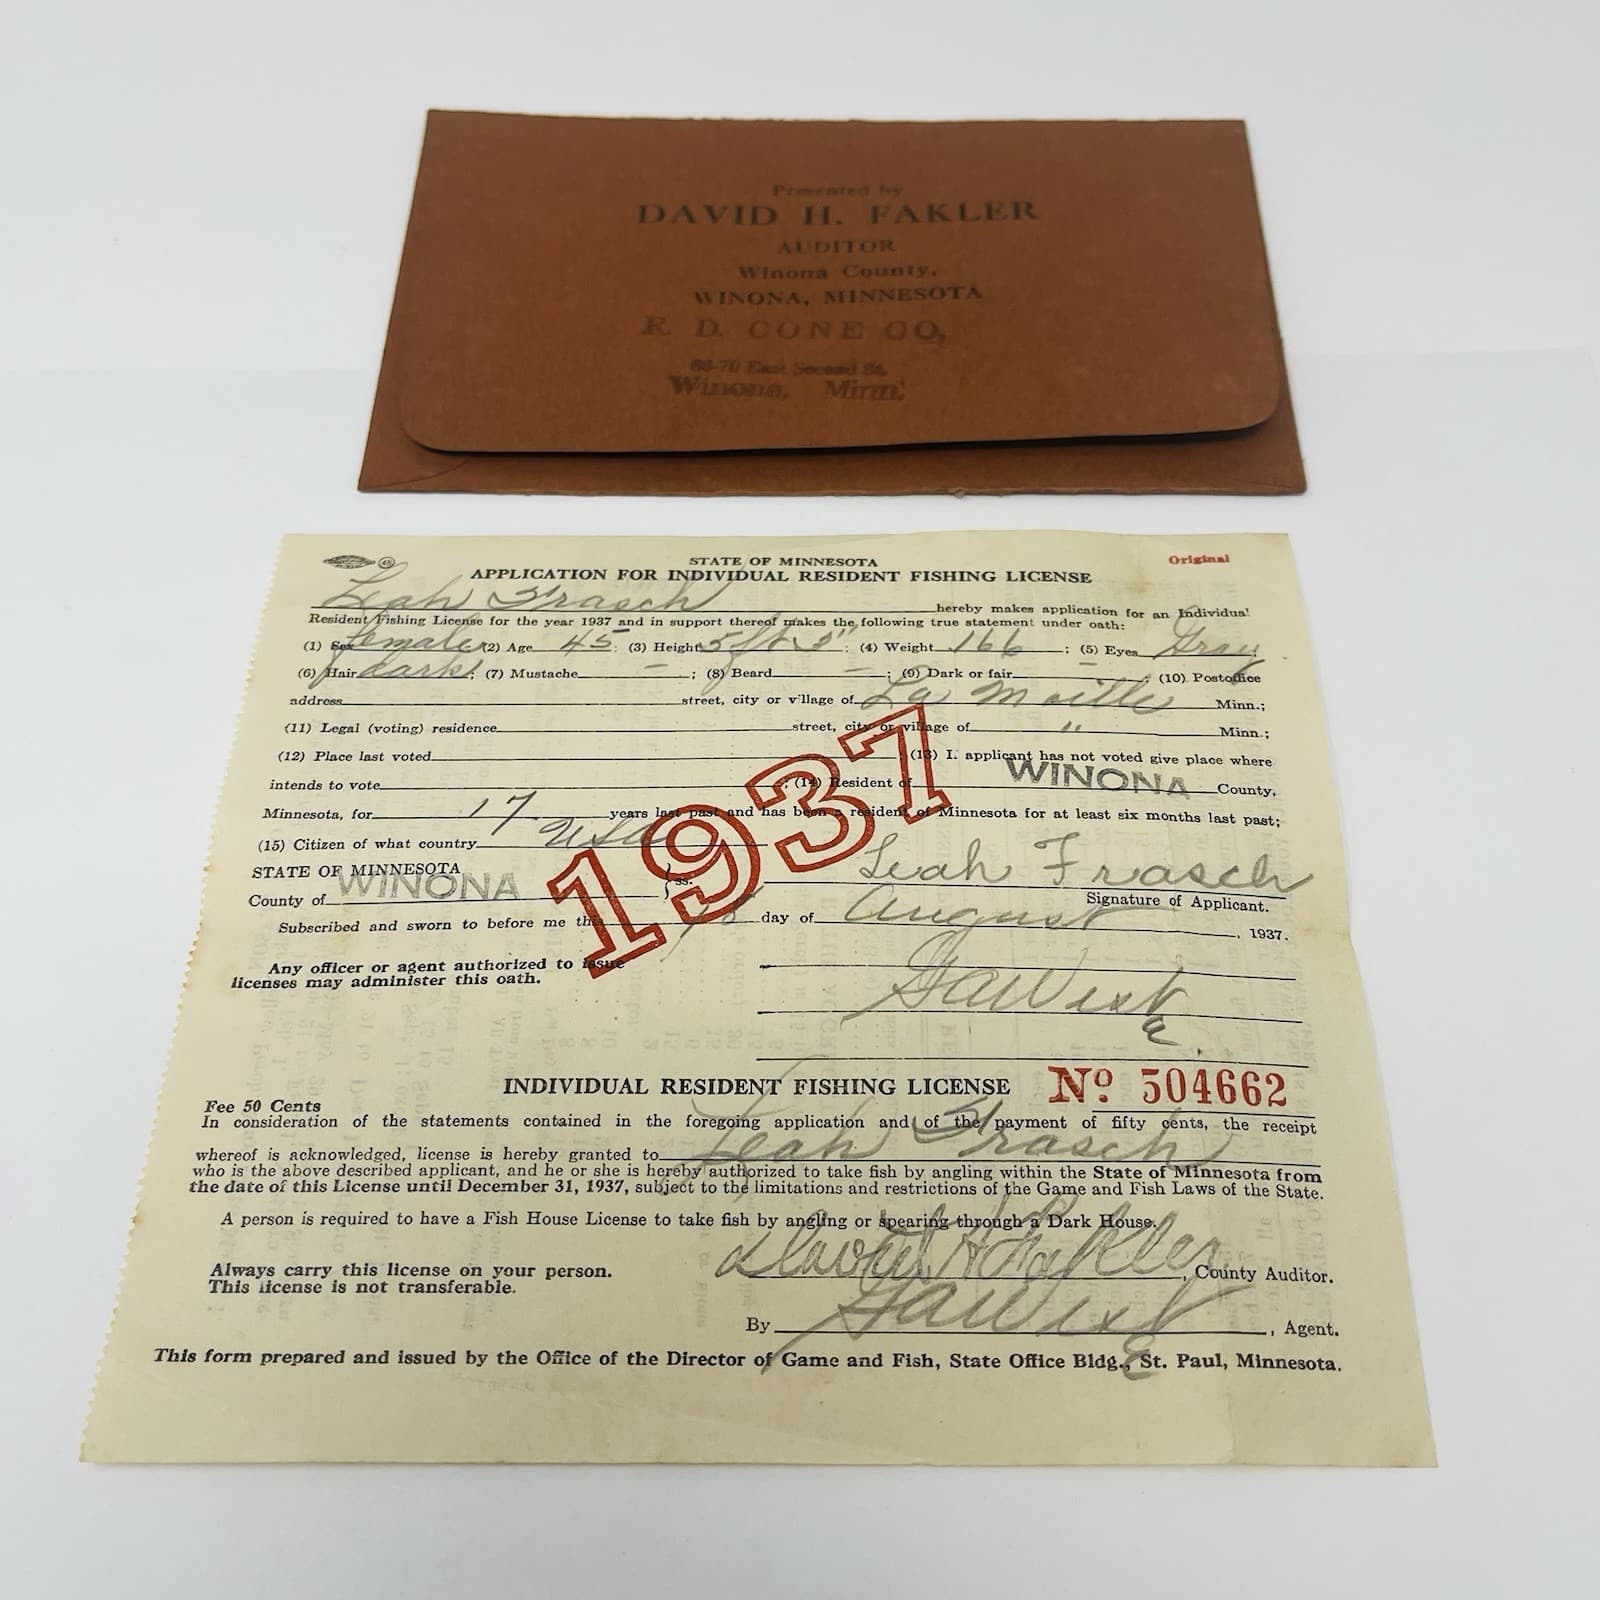 Presented by
DAVID H. FAKLER
AUDITOR
Winona County,
WINONA, MINNESOTA
R. D. CONE CO,
68-70 East Second St.
Winona, Minn.
STATE OF MINNESOTA
Original
APPLICATION FOR INDIVIDUAL RESIDENT FISHING LICENSE
Leah Frasch hereby makes application for an Individual
Resident Fishing License for the year 1937 and in support thereof makes the following true statement under oath:
(1) Sex female (2) Age 45; (3) Height 5 ft 3"; (4) Weight 166; (5) Eyes Gray;
(6) Hair dark; (7) Mustache –; (8) Beard –; (9) Dark or fair; (10) Postoffice
address street, city or village of La Moille Minn.;
(11) Legal (voting) residence street, city or village of " Minn.;
(12) Place last voted (13) I. applicant has not voted give place where
intends to vote; (14) Resident of WINONA County,
Minnesota, for 17 years last past and has been a resident of Minnesota for at least six months last past;
(15) Citizen of what country USA
1937
STATE OF MINNESOTA
County of WINONA } ss.
Leah Frasch
Signature of Applicant.
Subscribed and sworn to before me this day of August, 1937.
Any officer or agent authorized to issue
licenses may administer this oath.
INDIVIDUAL RESIDENT FISHING LICENSE Nº 504662
Fee 50 Cents
In consideration of the statements contained in the foregoing application and of the payment of fifty cents, the receipt
whereof is acknowledged, license is hereby granted to Leah Frasch
who is the above described applicant, and he or she is hereby authorized to take fish by angling within the State of Minnesota from
the date of this License until December 31, 1937, subject to the limitations and restrictions of the Game and Fish Laws of the State.
A person is required to have a Fish House License to take fish by angling or spearing through a Dark House.
David H Fakler, County Auditor.
Always carry this license on your person.
This license is not transferable.
By , Agent.
This form prepared and issued by the Office of the Director of Game and Fish, State Office Bldg., St. Paul, Minnesota.